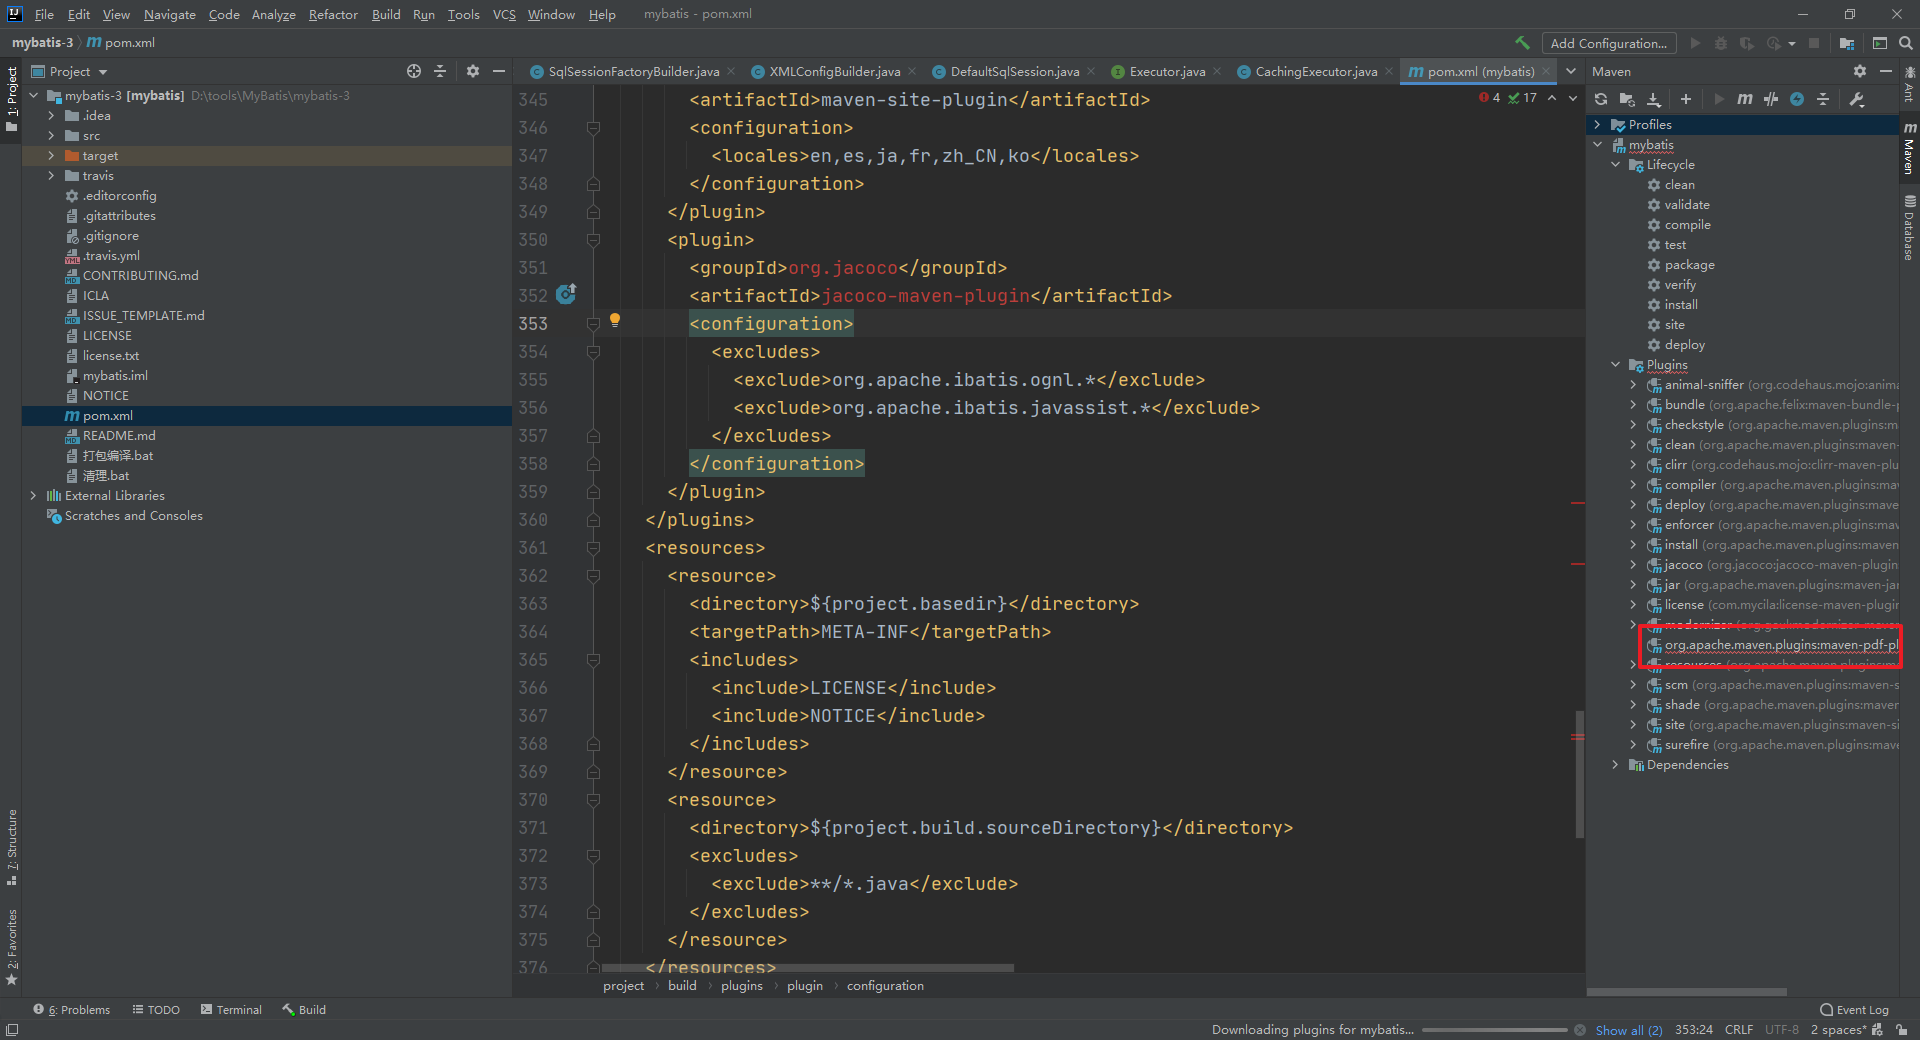 File Edit View Navigate Code Analyze Refactor Build Run Tools VCS Window Help mybatis - pom.xml
mybatis-3 pom.xml
Add Configuration...
1: Project
7: Structure
2: Favorites
Project
mybatis-3 [mybatis] D:\tools\MyBatis\mybatis-3
.idea
src
target
travis
.editorconfig
.gitattributes
.gitignore
.travis.yml
CONTRIBUTING.md
ICLA
ISSUE_TEMPLATE.md
LICENSE
license.txt
mybatis.iml
NOTICE
pom.xml
README.md
打包编译.bat
清理.bat
External Libraries
Scratches and Consoles
SqlSessionFactoryBuilder.java XMLConfigBuilder.java DefaultSqlSession.java Executor.java CachingExecutor.java pom.xml (mybatis)
4 17
345 <artifactId>maven-site-plugin</artifactId>
346 <configuration>
347 <locales>en,es,ja,fr,zh_CN,ko</locales>
348 </configuration>
349 </plugin>
350 <plugin>
351 <groupId>org.jacoco</groupId>
352 <artifactId>jacoco-maven-plugin</artifactId>
353 <configuration>
354 <excludes>
355 <exclude>org.apache.ibatis.ognl.*</exclude>
356 <exclude>org.apache.ibatis.javassist.*</exclude>
357 </excludes>
358 </configuration>
359 </plugin>
360 </plugins>
361 <resources>
362 <resource>
363 <directory>${project.basedir}</directory>
364 <targetPath>META-INF</targetPath>
365 <includes>
366 <include>LICENSE</include>
367 <include>NOTICE</include>
368 </includes>
369 </resource>
370 <resource>
371 <directory>${project.build.sourceDirectory}</directory>
372 <excludes>
373 <exclude>**/*.java</exclude>
374 </excludes>
375 </resource>
376 </resources>
project build plugins plugin configuration
Maven
Profiles
mybatis
Lifecycle
clean
validate
compile
test
package
verify
install
site
deploy
Plugins
animal-sniffer (org.codehaus.mojo:anima
bundle (org.apache.felix:maven-bundle-p
checkstyle (org.apache.maven.plugins:m
clean (org.apache.maven.plugins:maven-
clirr (org.codehaus.mojo:clirr-maven-plu
compiler (org.apache.maven.plugins:mav
deploy (org.apache.maven.plugins:mave
enforcer (org.apache.maven.plugins:mav
install (org.apache.maven.plugins:maven
jacoco (org.jacoco:jacoco-maven-plugin
jar (org.apache.maven.plugins:maven-jar
license (com.mycila:license-maven-plugin
modernizer (org.gaul:modernizer-maven
org.apache.maven.plugins:maven-pdf-pl
resources (org.apache.maven.plugins:m
scm (org.apache.maven.plugins:maven-s
shade (org.apache.maven.plugins:maven
site (org.apache.maven.plugins:maven-si
surefire (org.apache.maven.plugins:mave
Dependencies
Ant
Maven
Database
6: Problems TODO Terminal Build Event Log
Downloading plugins for mybatis... Show all (2) 353:24 CRLF UTF-8 2 spaces*